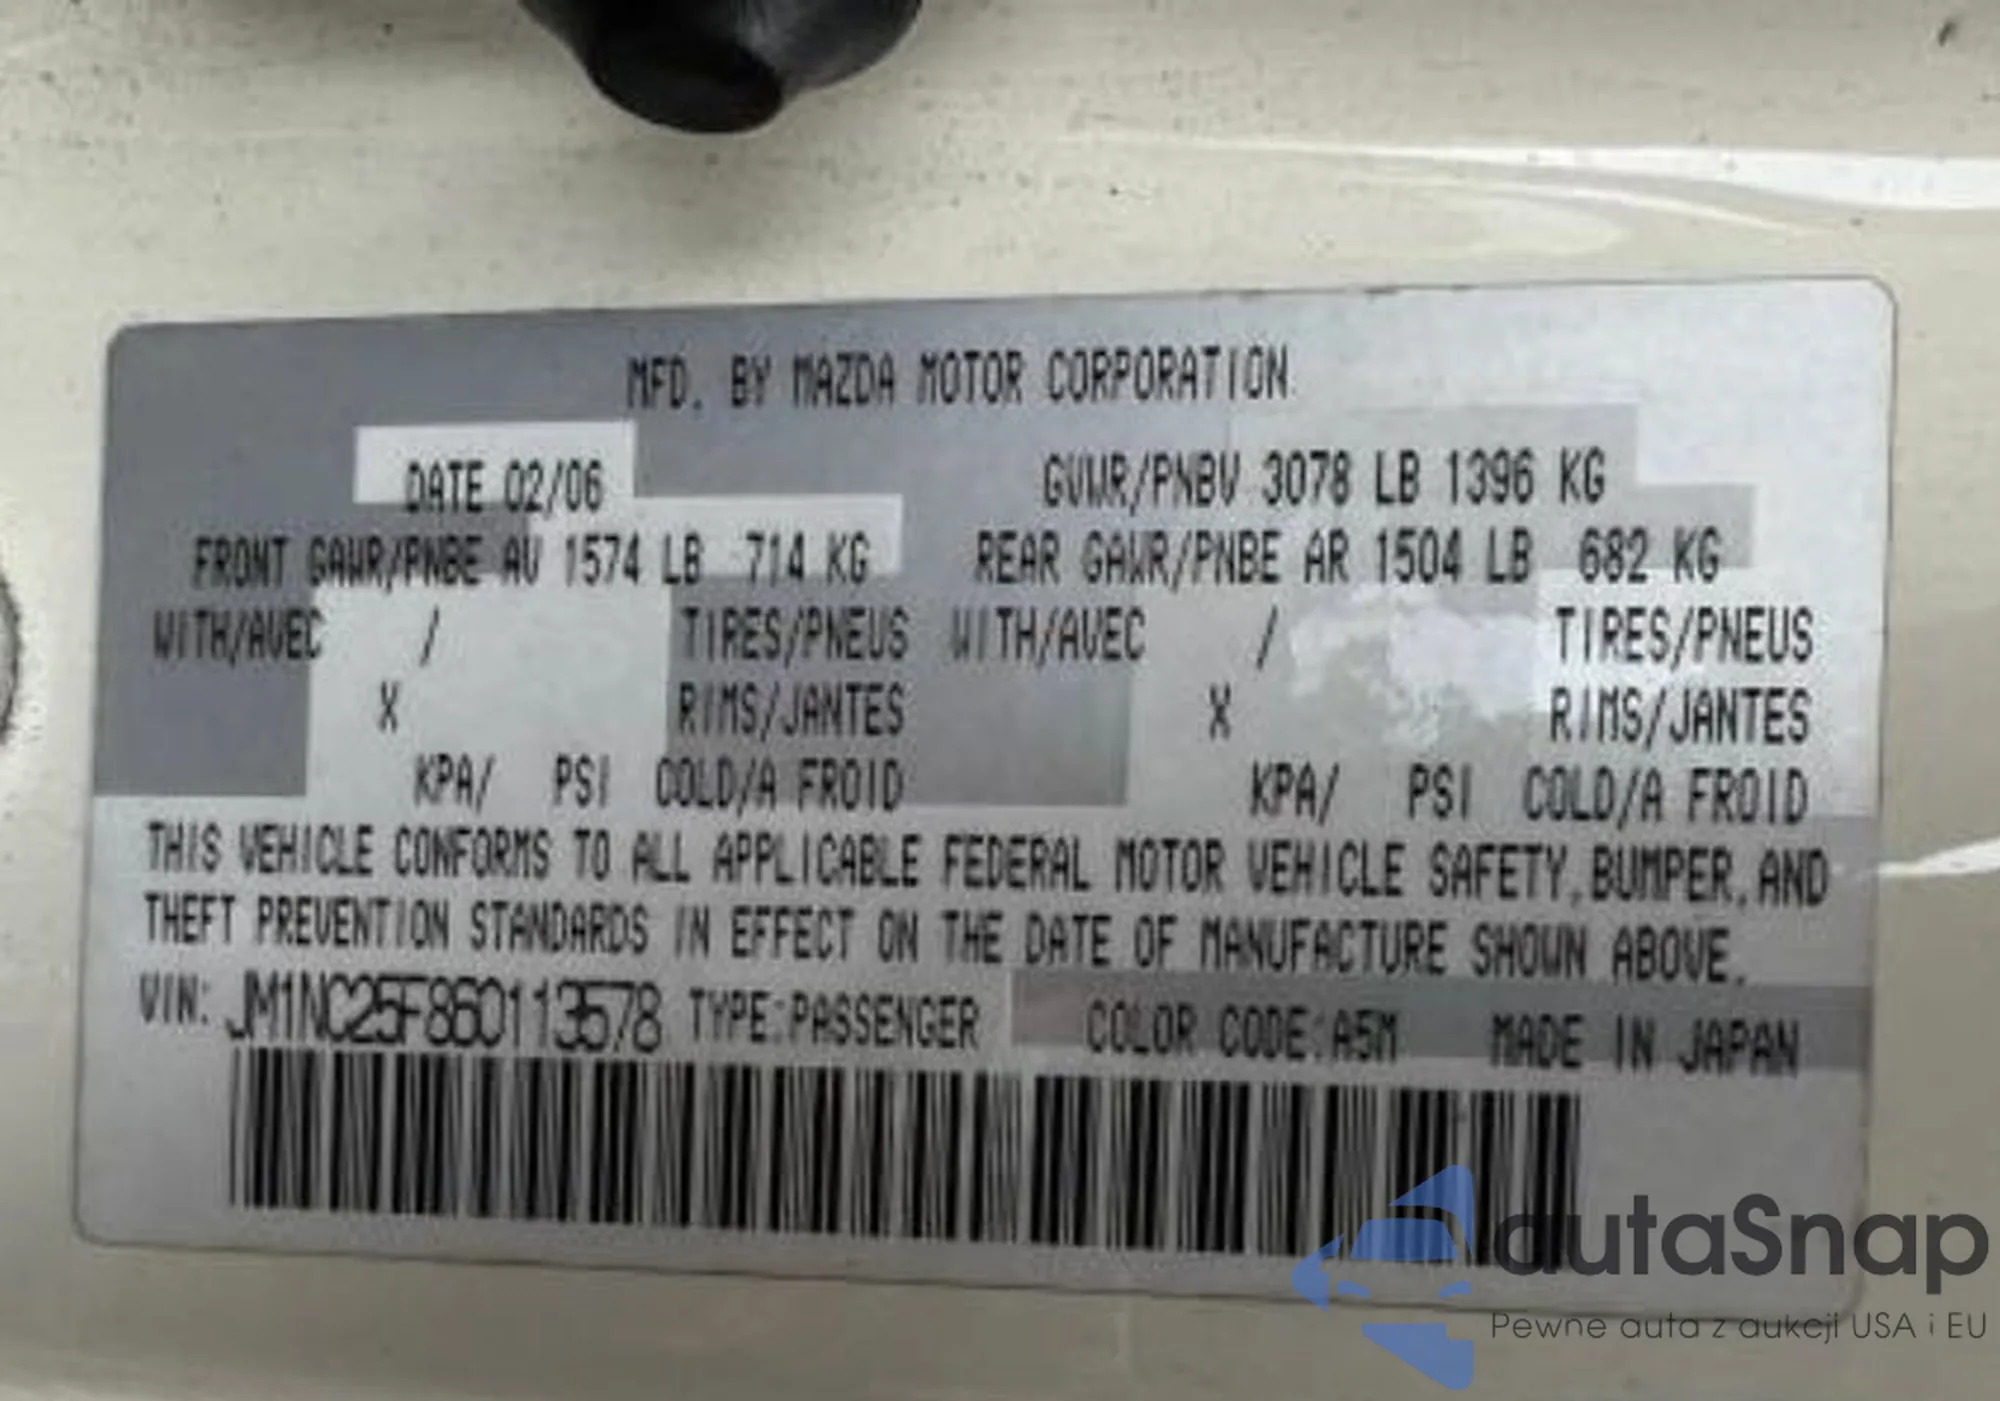 MFD. BY MAZDA MOTOR CORPORATION
DATE 02/06 GVWR/PNBV 3078 LB 1396 KG
FRONT GAWR/PNBE AV 1574 LB 714 KG REAR GAWR/PNBE AR 1504 LB 682 KG
WITH/AVEC / TIRES/PNEUS WITH/AVEC / TIRES/PNEUS
X RIMS/JANTES X RIMS/JANTES
KPA/ PSI COLD/A FROID KPA/ PSI COLD/A FROID
THIS VEHICLE CONFORMS TO ALL APPLICABLE FEDERAL MOTOR VEHICLE SAFETY,BUMPER,AND
THEFT PREVENTION STANDARDS IN EFFECT ON THE DATE OF MANUFACTURE SHOWN ABOVE.
VIN: JM1NC25F860113578 TYPE:PASSENGER COLOR CODE:A5M MADE IN JAPAN
autaSnap
Pewne auta z aukcji USA i EU